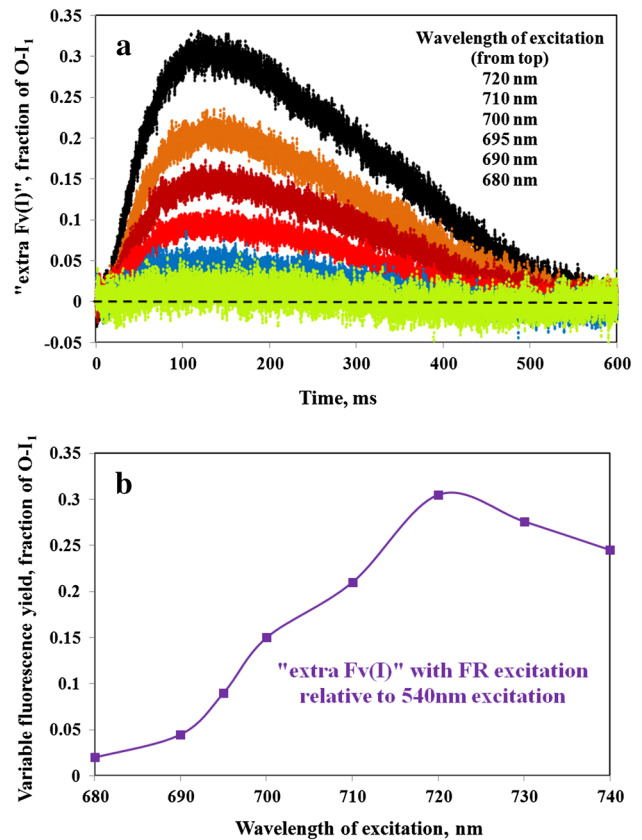 a
"extra Fv(I)", fraction of O-I1
0.35
0.3
0.25
0.2
0.15
0.1
0.05
0
-0.05
Wavelength of excitation
(from top)
720 nm
710 nm
700 nm
695 nm
690 nm
680 nm
0 100 200 300 400 500 600
Time, ms
b
Variable fluorescence yield, fraction of O-I1
0.35
0.3
0.25
0.2
0.15
0.1
0.05
0
"extra Fv(I)" with FR excitation
relative to 540nm excitation
680 690 700 710 720 730 740
Wavelength of excitation, nm